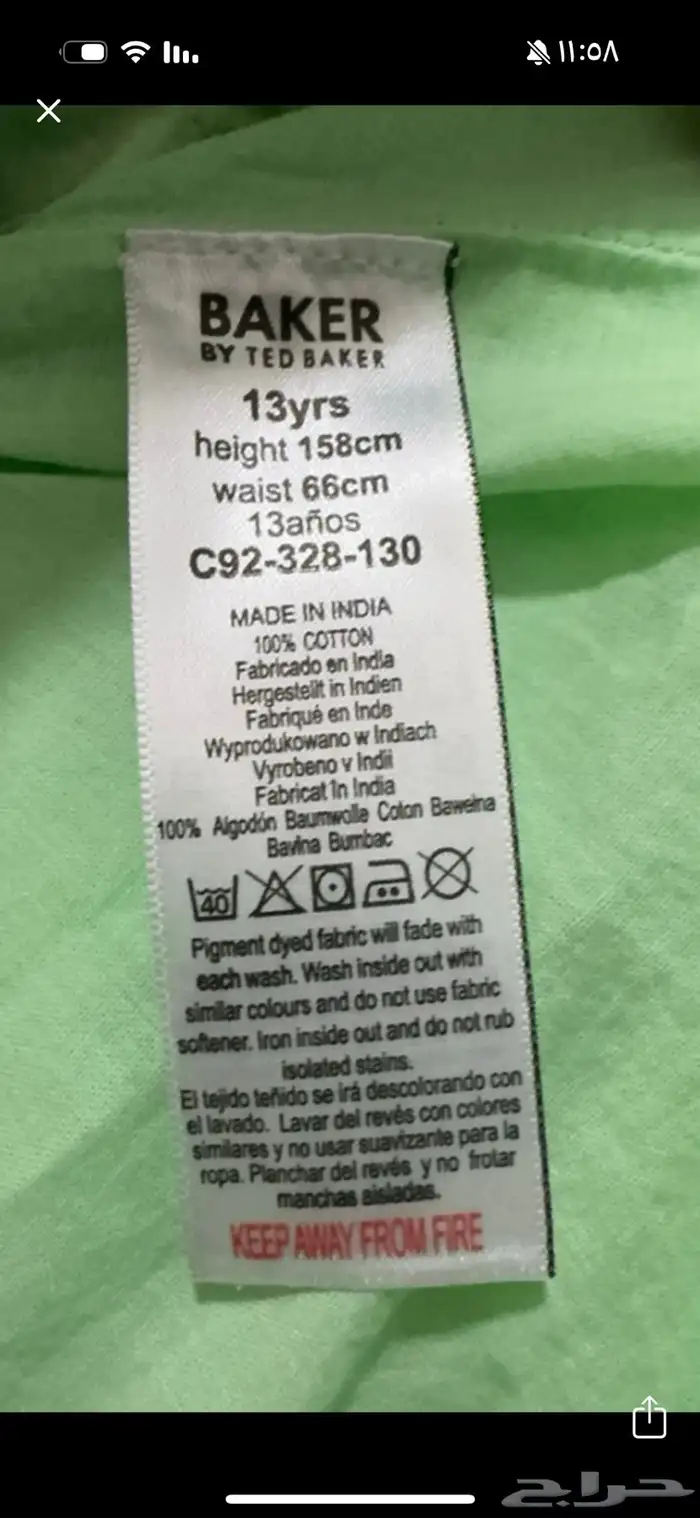 ١١:٥٨
BAKER
BY TED BAKER
13yrs
height 158cm
waist 66cm
13años
C92-328-130
MADE IN INDIA
100% COTTON
Fabricado en India
Hergestellt in Indien
Fabriqué en Inde
Wyprodukowano w Indiach
Vyrobeno v Indii
Fabricat în India
100% Algodón Baumwolle Coton Bawełna
Bavlna Bumbac
40
Pigment dyed fabric will fade with
each wash. Wash inside out with
similar colours and do not use fabric
softener. Iron inside out and do not rub
isolated stains.
El tejido teñido se irá descolorando con
el lavado. Lavar del revés con colores
similares y no usar suavizante para la
ropa. Planchar del revés y no frotar
manchas aisladas.
KEEP AWAY FROM FIRE
حراج